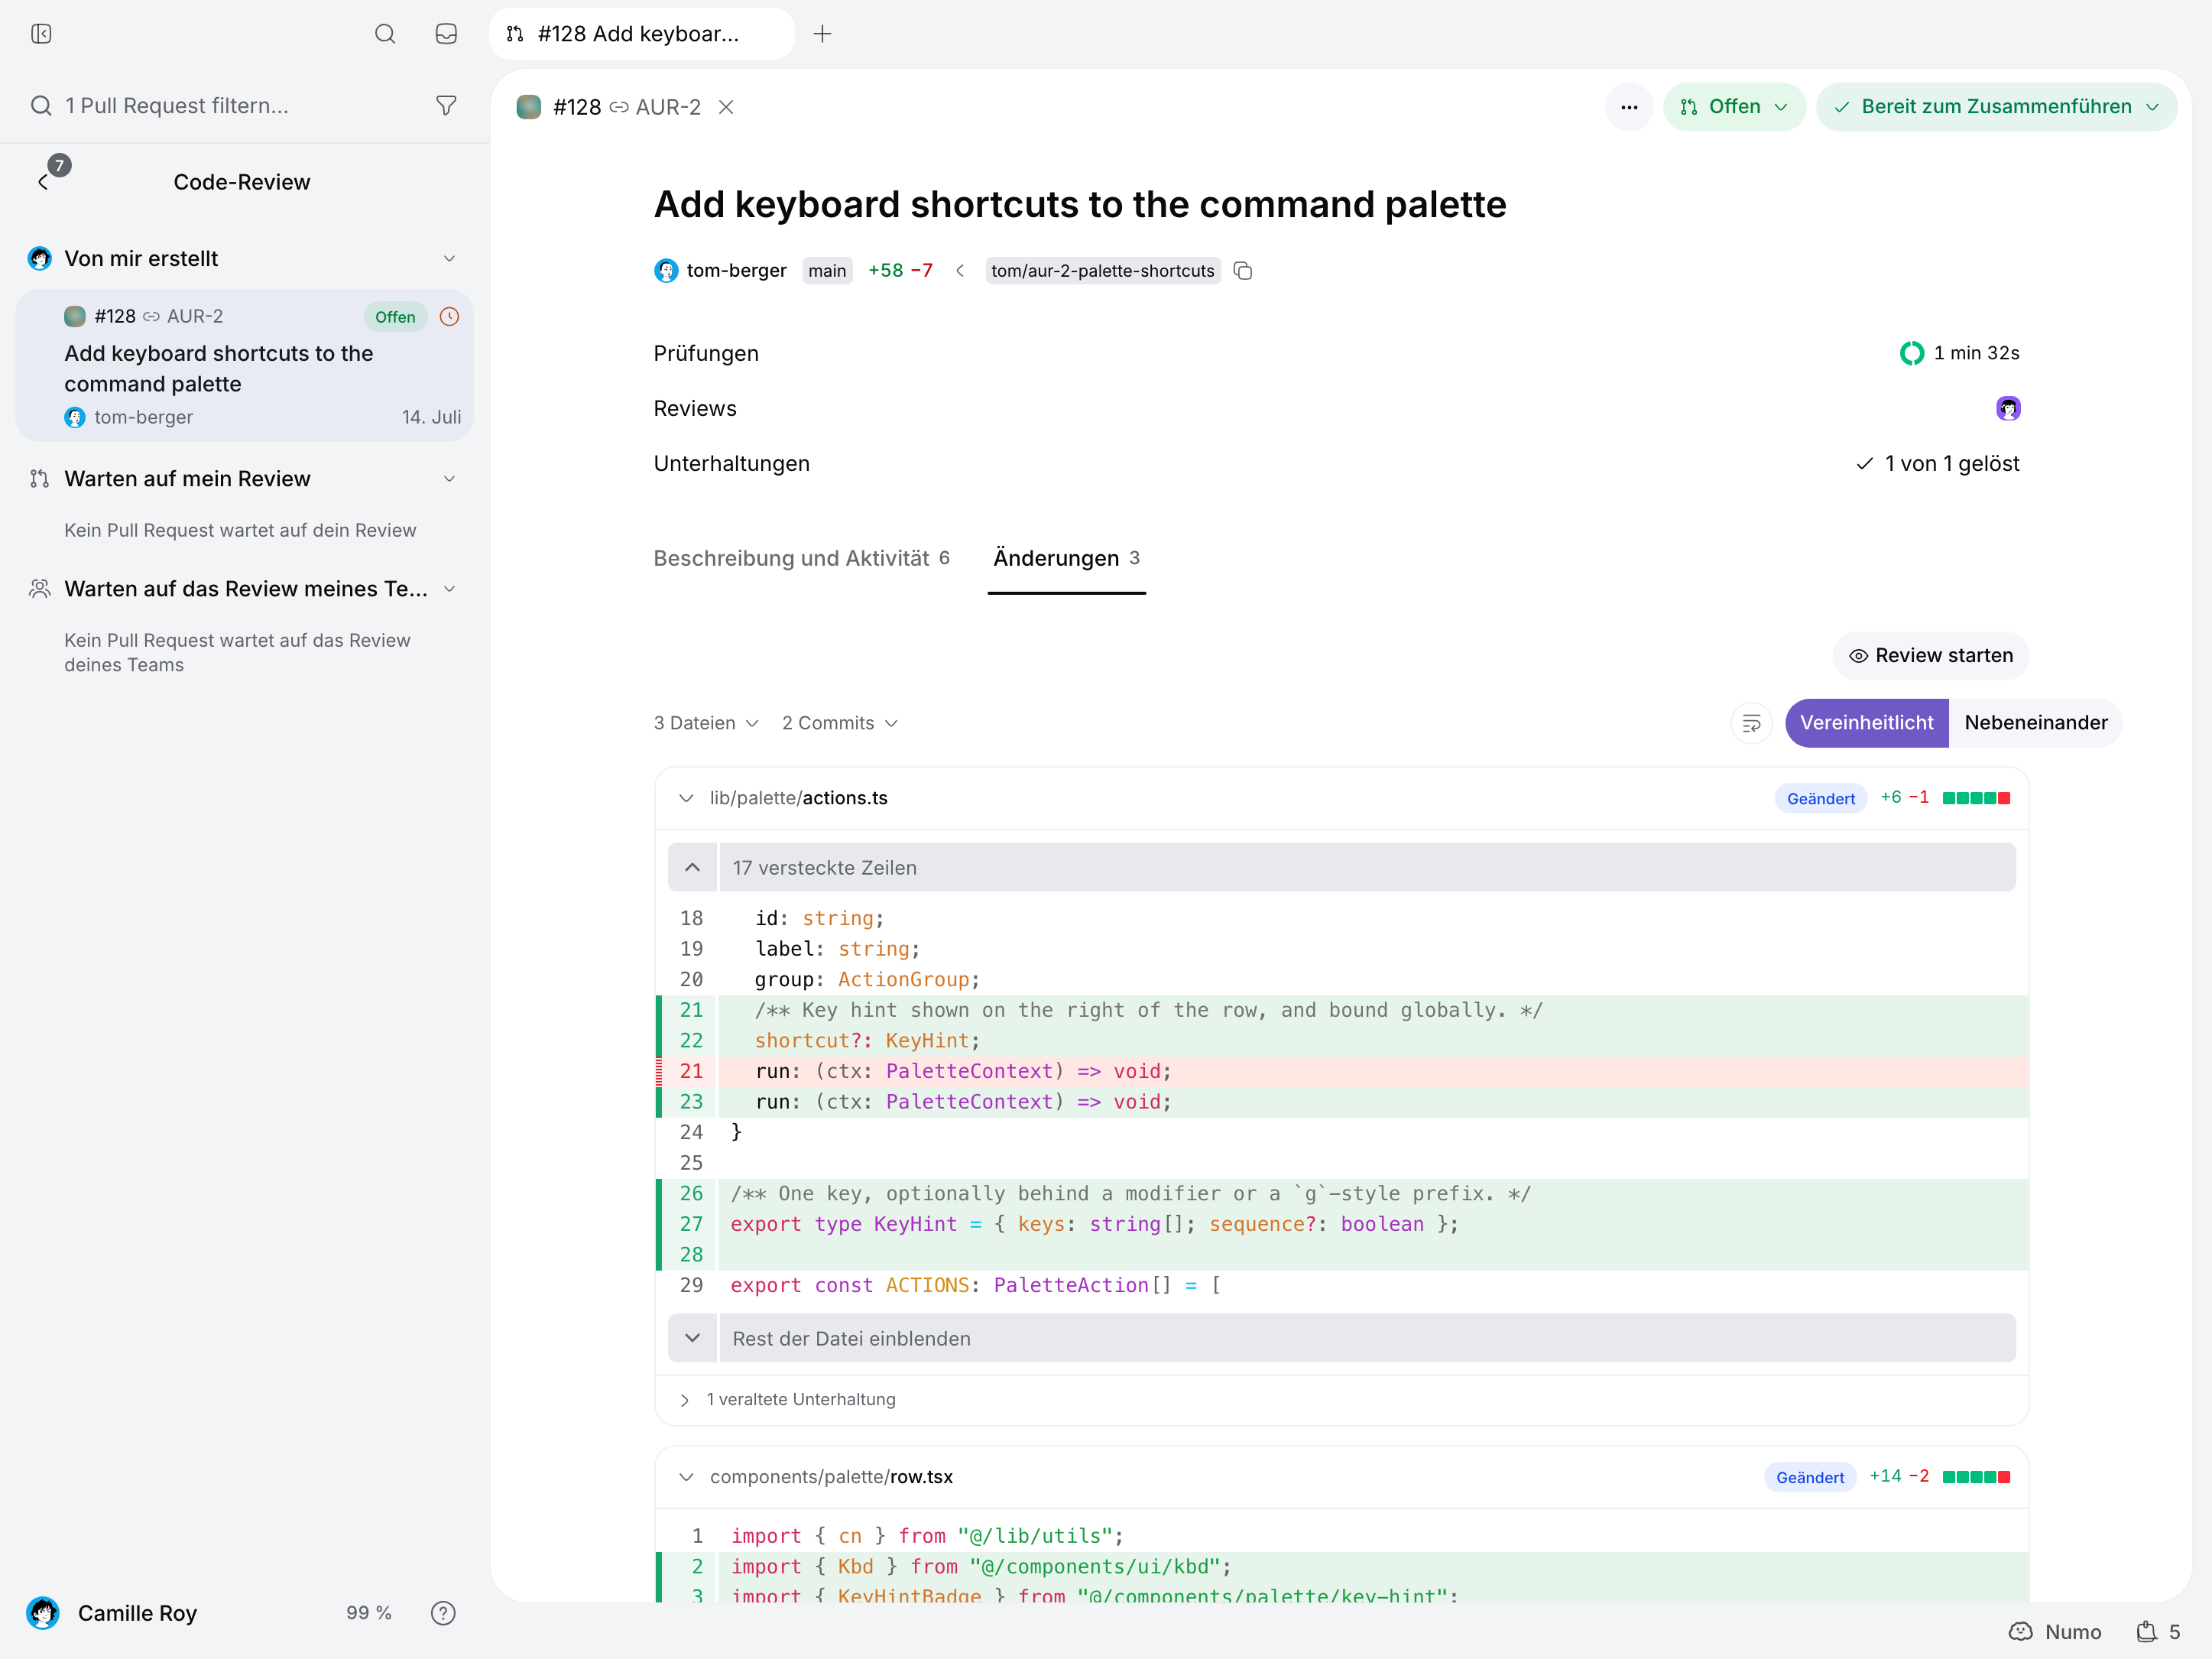 #128 Add keyboar...
1 Pull Request filtern...
7
Code-Review
Von mir erstellt
#128 AUR-2 Offen
Add keyboard shortcuts to the
command palette
tom-berger 14. Juli
Warten auf mein Review
Kein Pull Request wartet auf dein Review
Warten auf das Review meines Te...
Kein Pull Request wartet auf das Review
deines Teams
Camille Roy 99 %
#128 AUR-2
Offen Bereit zum Zusammenführen
Add keyboard shortcuts to the command palette
tom-berger main +58 −7 tom/aur-2-palette-shortcuts
Prüfungen 1 min 32s
Reviews
Unterhaltungen 1 von 1 gelöst
Beschreibung und Aktivität 6 Änderungen 3
Review starten
3 Dateien 2 Commits Vereinheitlicht Nebeneinander
lib/palette/actions.ts Geändert +6 −1
17 versteckte Zeilen
18 id: string;
19 label: string;
20 group: ActionGroup;
21 /** Key hint shown on the right of the row, and bound globally. */
22 shortcut?: KeyHint;
21 run: (ctx: PaletteContext) => void;
23 run: (ctx: PaletteContext) => void;
24 }
25
26 /** One key, optionally behind a modifier or a `g`-style prefix. */
27 export type KeyHint = { keys: string[]; sequence?: boolean };
28
29 export const ACTIONS: PaletteAction[] = [
Rest der Datei einblenden
1 veraltete Unterhaltung
components/palette/row.tsx Geändert +14 −2
1 import { cn } from "@/lib/utils";
2 import { Kbd } from "@/components/ui/kbd";
3 import { KeyHintBadge } from "@/components/palette/key-hint";
Numo 5